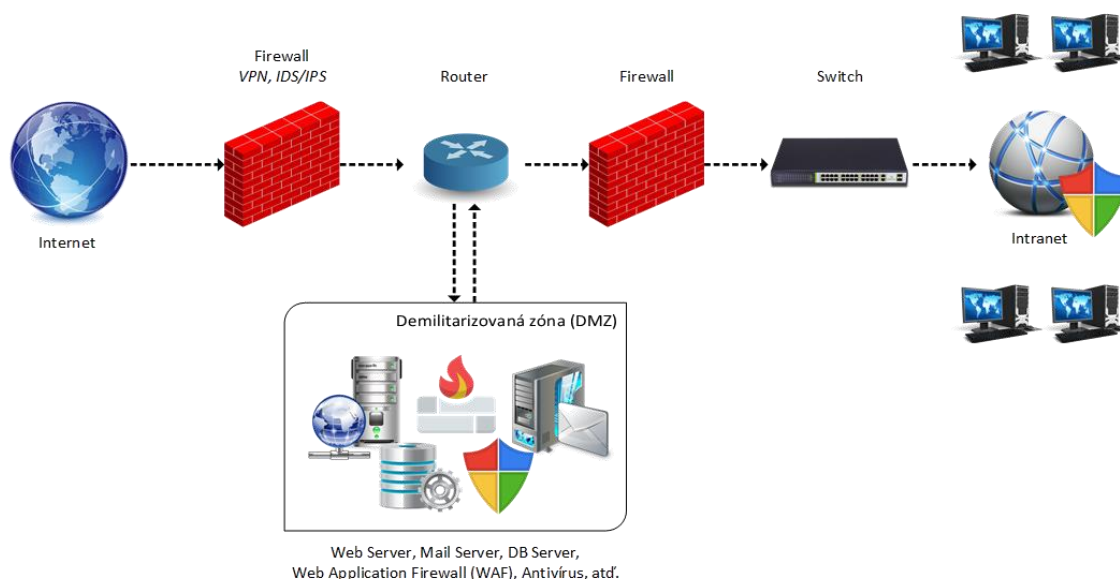 Firewall
VPN, IDS/IPS
Router
Firewall
Switch
Internet
Intranet
Demilitarizovaná zóna (DMZ)
Web Server, Mail Server, DB Server,
Web Application Firewall (WAF), Antivírus, atď.